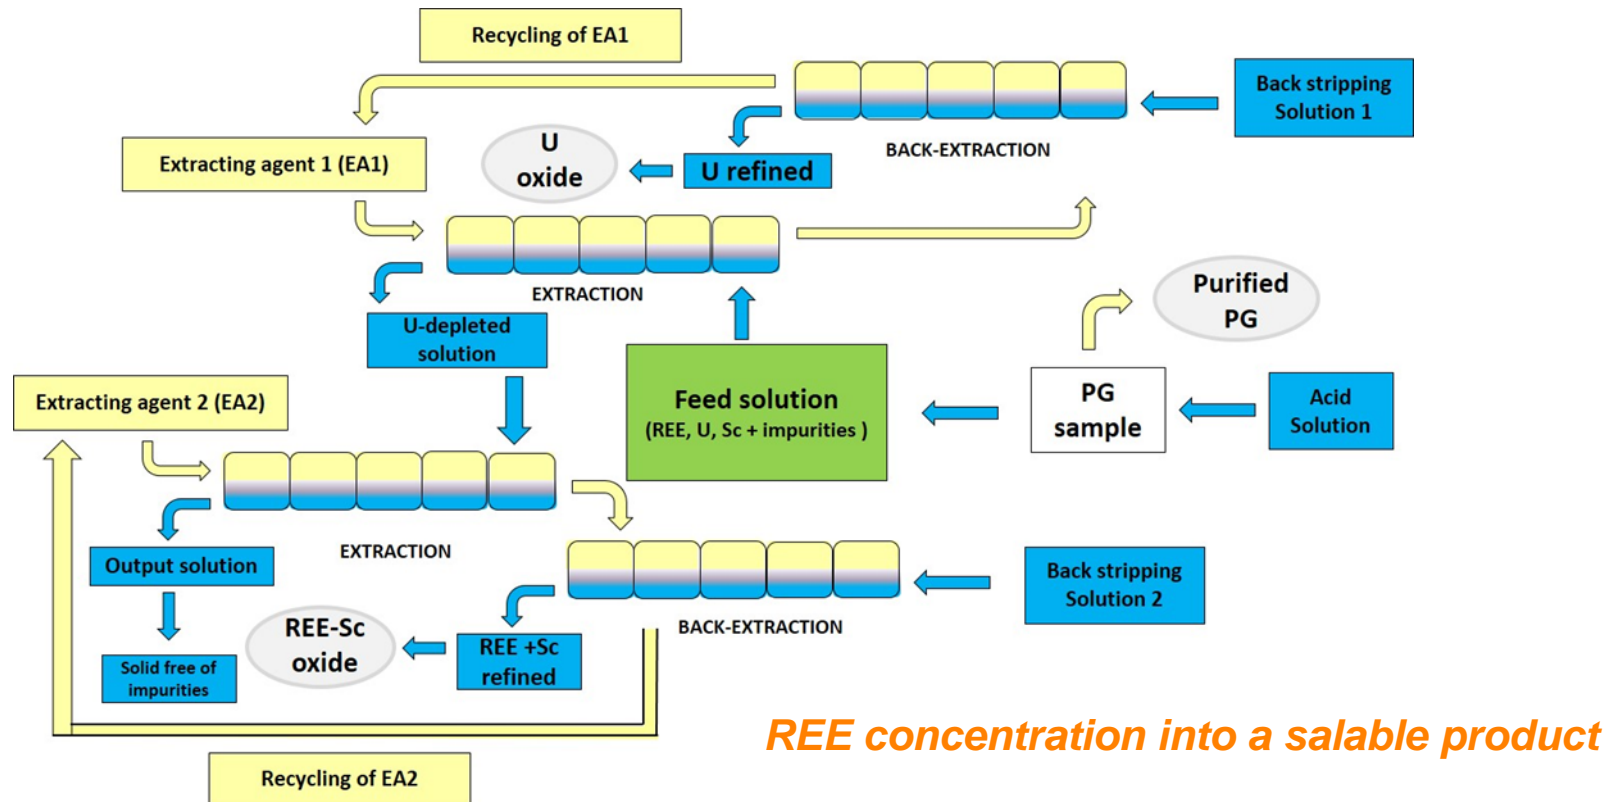 Recycling of EA1
Back stripping
Solution 1
BACK-EXTRACTION
U
oxide
U refined
Extracting agent 1 (EA1)
EXTRACTION
Purified
PG
U-depleted
solution
Feed solution
(REE, U, Sc + impurities )
PG
sample
Acid
Solution
Extracting agent 2 (EA2)
EXTRACTION
Output solution
Back stripping
Solution 2
BACK-EXTRACTION
REE-Sc
oxide
REE +Sc
refined
Solid free of
impurities
REE concentration into a salable product
Recycling of EA2